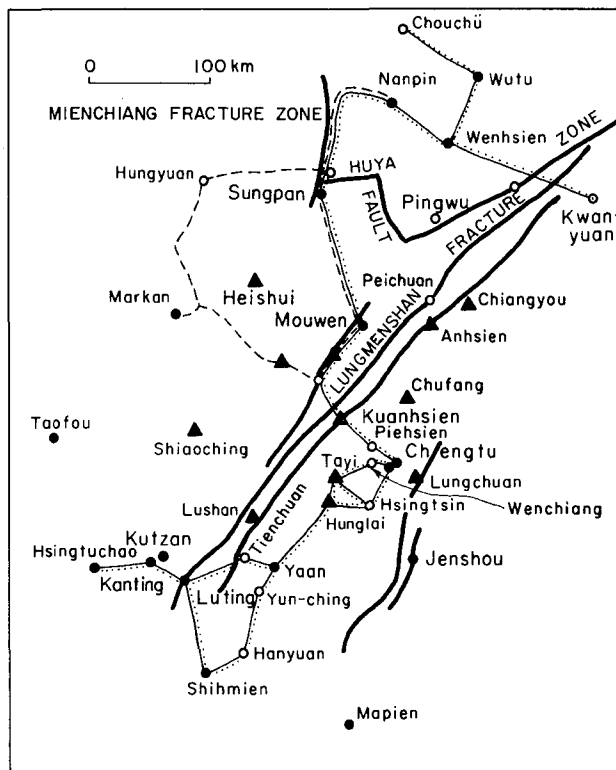 Chouchü
0 100 km
Nanpin
Wutu
MIENCHIANG FRACTURE ZONE
Wenhsien
ZONE
HUYA
Hungyuan
Sungpan
FAULT
Pingwu
FRACTURE
Kwan-
yuan
Peichuan
Heishui
Chiangyou
Markan
Mouwen
LUNGMENSHAN
Anhsien
Chufang
Kuanhsien
Taofou
Shiaoching
Piehsien
Chengtu
Tayi
Lungchuan
Lushan
Hsingtsin
Wenchiang
Hunglai
Tienchuan
Kutzan
Hsingtuchao
Jenshou
Kanting
Yaan
Luting
Yun-ching
Hanyuan
Shihmien
Mapien